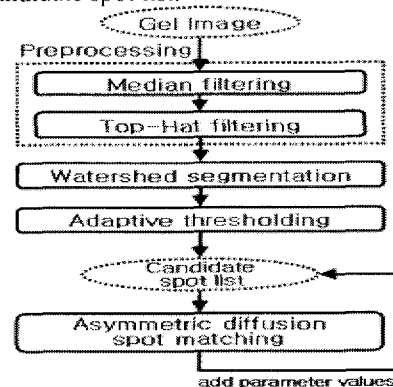 Gel Image
Preprocessing
Median filtering
Top-Hat filtering
Watershed segmentation
Adaptive thresholding
Candidate
spot list
Asymmetric diffusion
spot matching
add parameter values